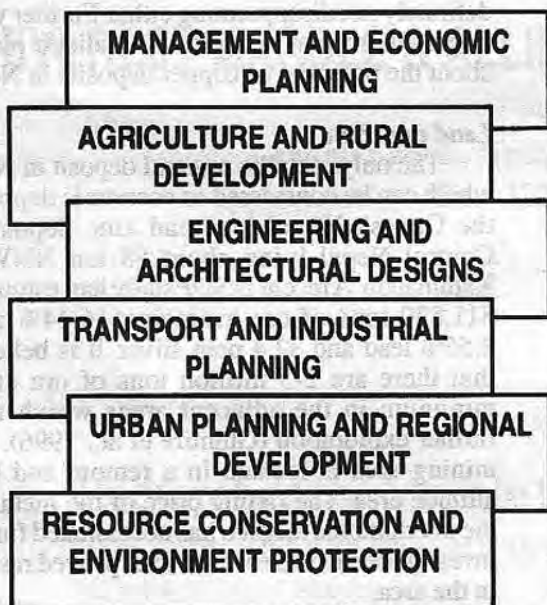 MANAGEMENT AND ECONOMIC
PLANNING
AGRICULTURE AND RURAL
DEVELOPMENT
ENGINEERING AND
ARCHITECTURAL DESIGNS
TRANSPORT AND INDUSTRIAL
PLANNING
URBAN PLANNING AND REGIONAL
DEVELOPMENT
RESOURCE CONSERVATION AND
ENVIRONMENT PROTECTION